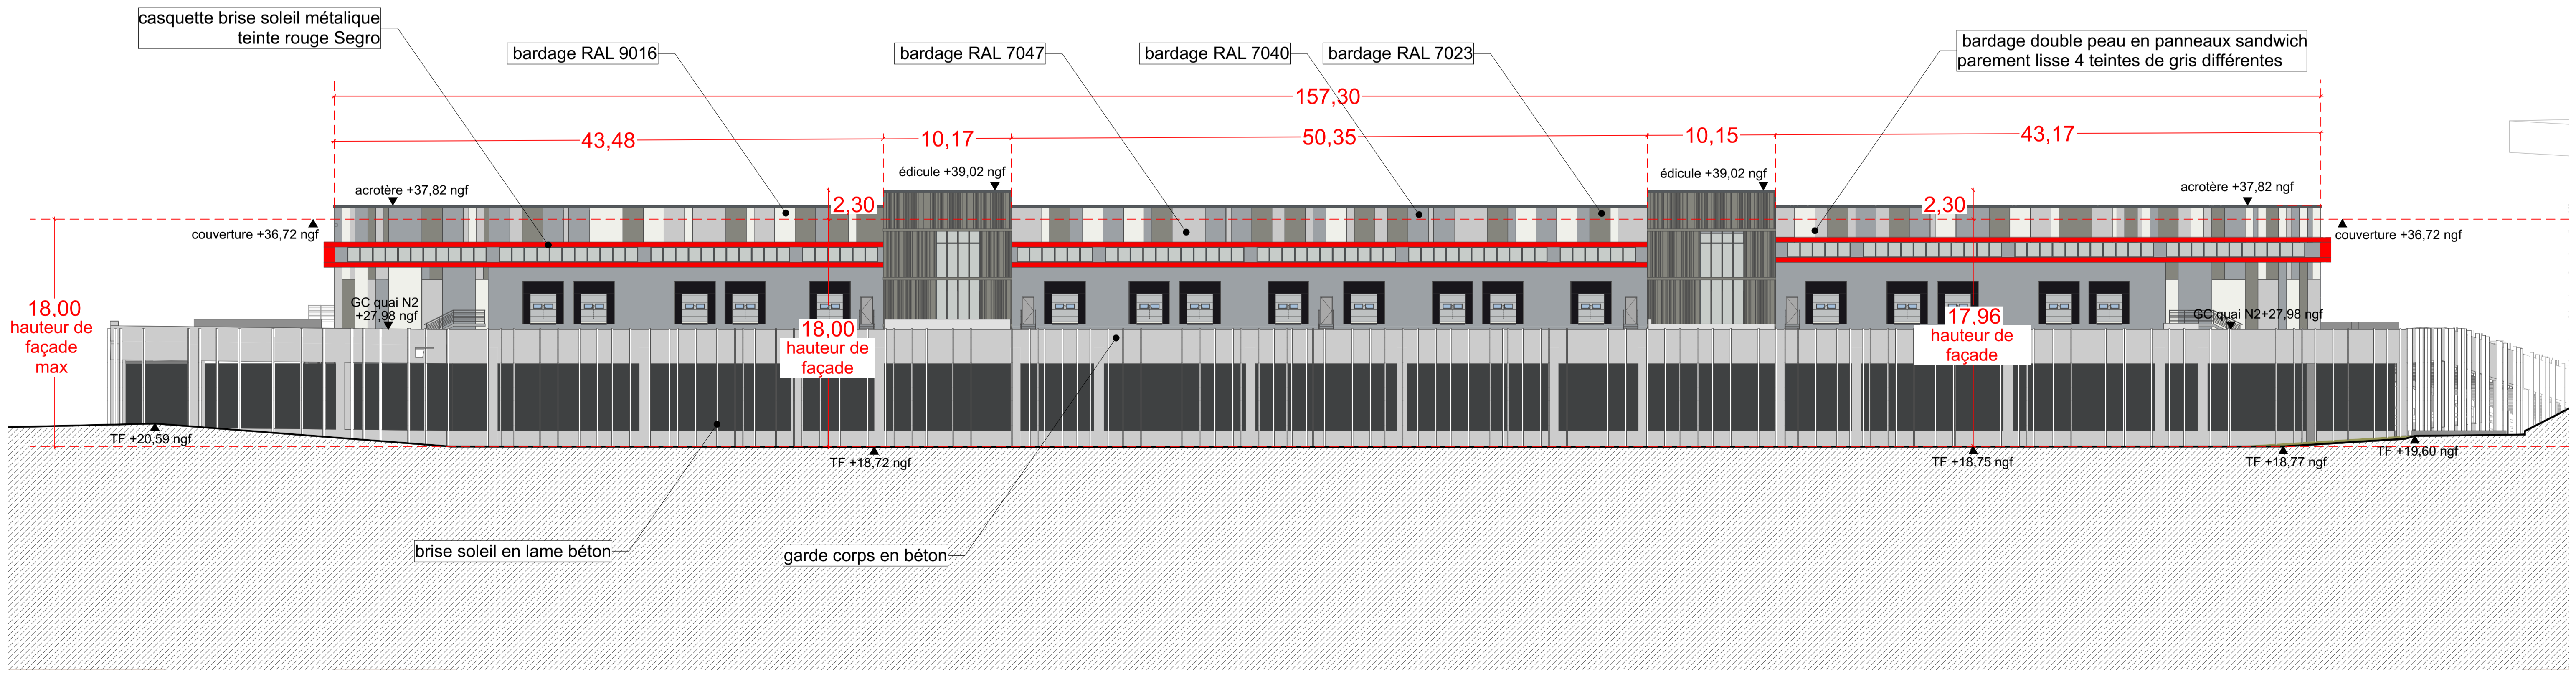 casquette brise soleil métalique
teinte rouge Segro
bardage RAL 9016
bardage RAL 7047
bardage RAL 7040
bardage RAL 7023
bardage double peau en panneaux sandwich
parement lisse 4 teintes de gris différentes
157,30
43,48
10,17
50,35
10,15
43,17
édicule +39,02 ngf
édicule +39,02 ngf
acrotère +37,82 ngf
acrotère +37,82 ngf
2,30
2,30
couverture +36,72 ngf
couverture +36,72 ngf
18,00
hauteur de
façade
max
GC quai N2
+27,98 ngf
18,00
hauteur de
façade
17,96
hauteur de
façade
GC quai N2+27,98 ngf
TF +20,59 ngf
TF +18,72 ngf
TF +18,75 ngf
TF +18,77 ngf
TF +19,60 ngf
brise soleil en lame béton
garde corps en béton